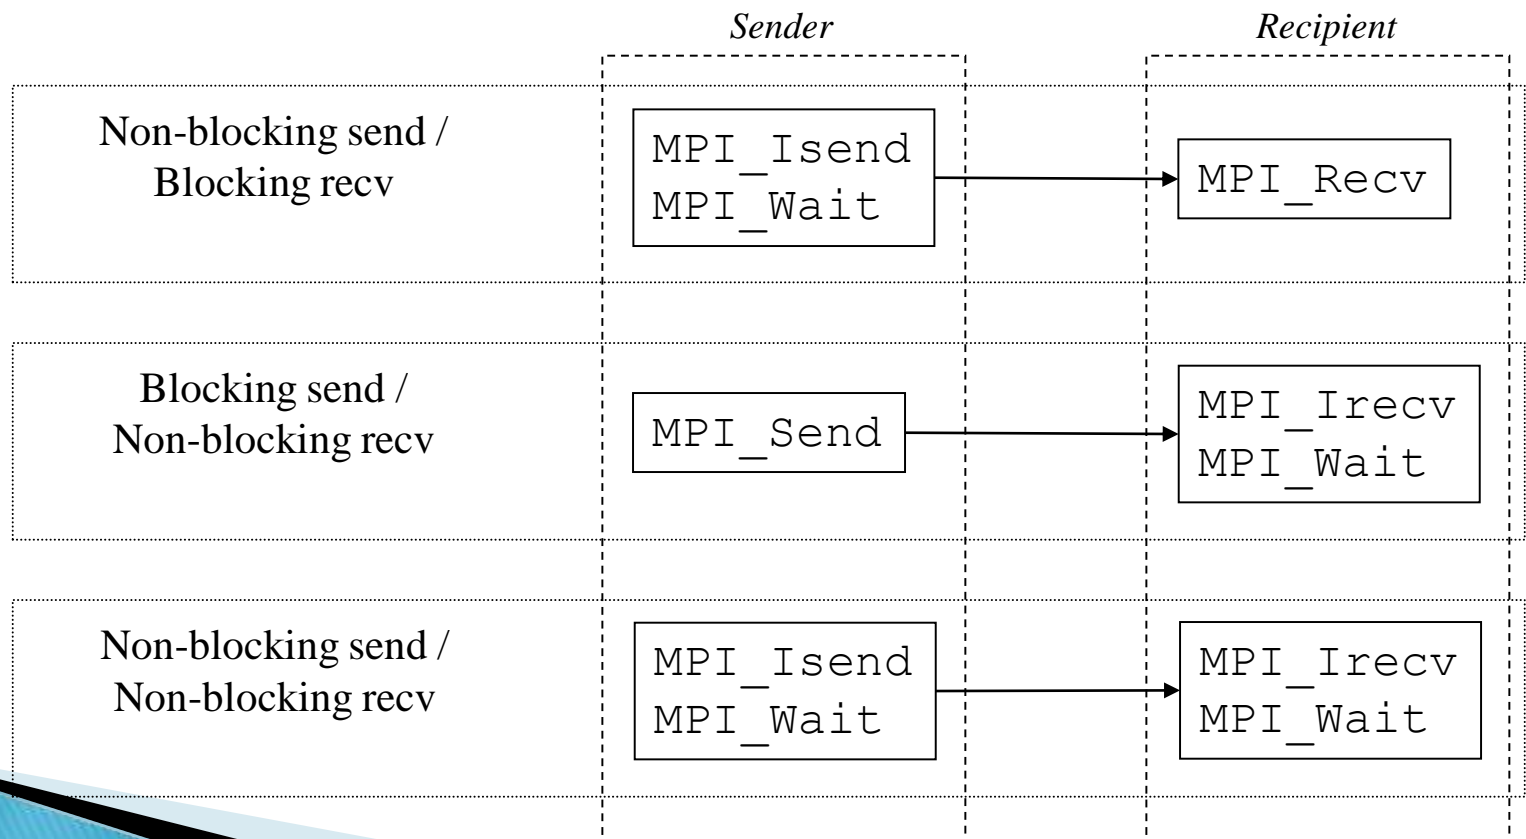 Sender Recipient
Non-blocking send /
Blocking recv
MPI_Isend
MPI_Wait
MPI_Recv
Blocking send /
Non-blocking recv
MPI_Send
MPI_Irecv
MPI_Wait
Non-blocking send /
Non-blocking recv
MPI_Isend
MPI_Wait
MPI_Irecv
MPI_Wait